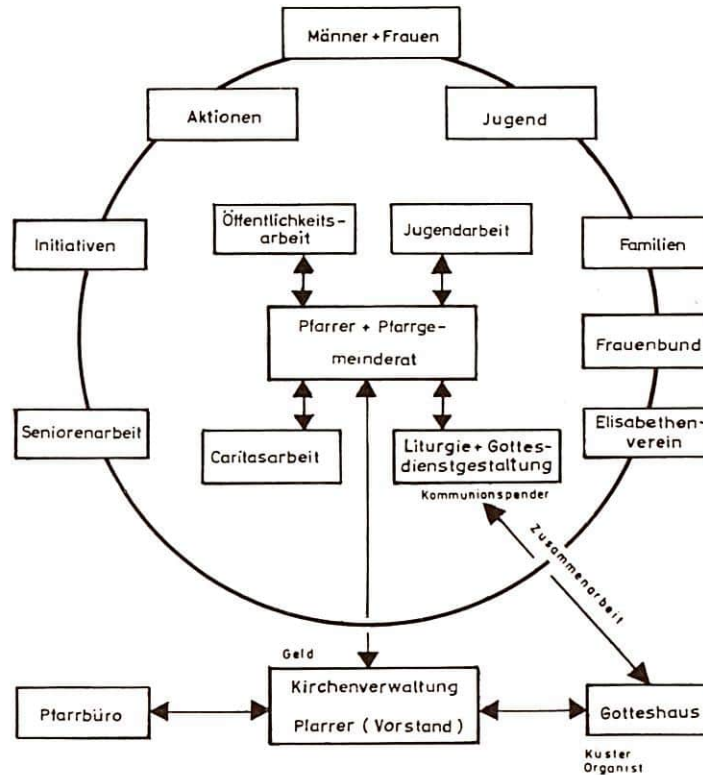 Männer + Frauen
Aktionen
Jugend
Öffentlichkeits-
arbeit
Jugendarbeit
Initiativen
Familien
Pfarrer + Pfarrge-
meinderat
Frauenbund
Seniorenarbeit
Caritasarbeit
Liturgie + Gottes-
dienstgestaltung
Elisabethen-
verein
Kommunionspender
Zusammenarbeit
Geld
Pfarrbüro
Kirchenverwaltung
Pfarrer ( Vorstand )
Gotteshaus
Kuster
Organist